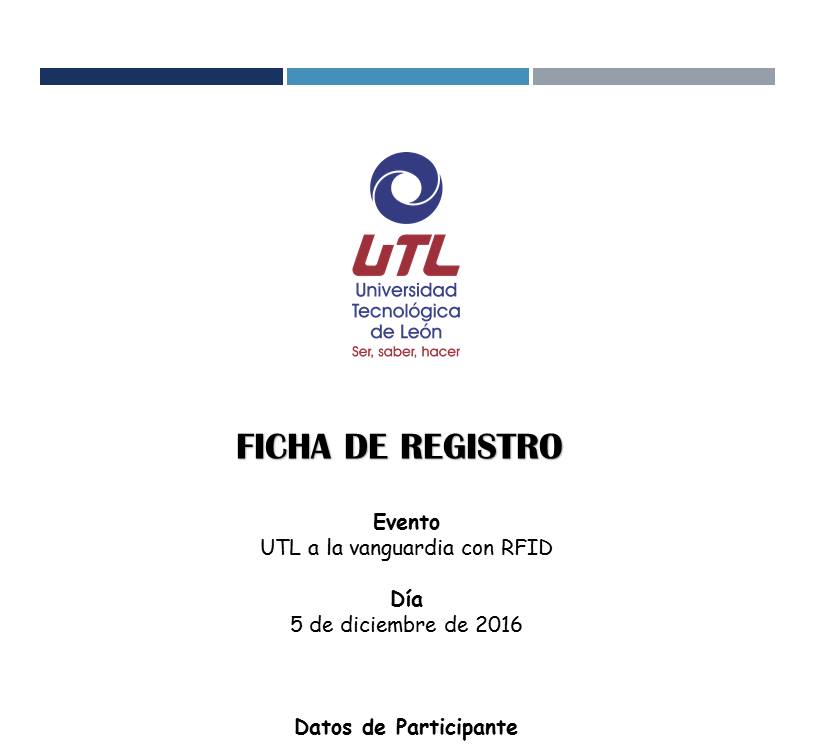 UTL
Universidad
Tecnológica
de León
Ser, saber, hacer
FICHA DE REGISTRO
Evento
UTL a la vanguardia con RFID
Día
5 de diciembre de 2016
Datos de Participante